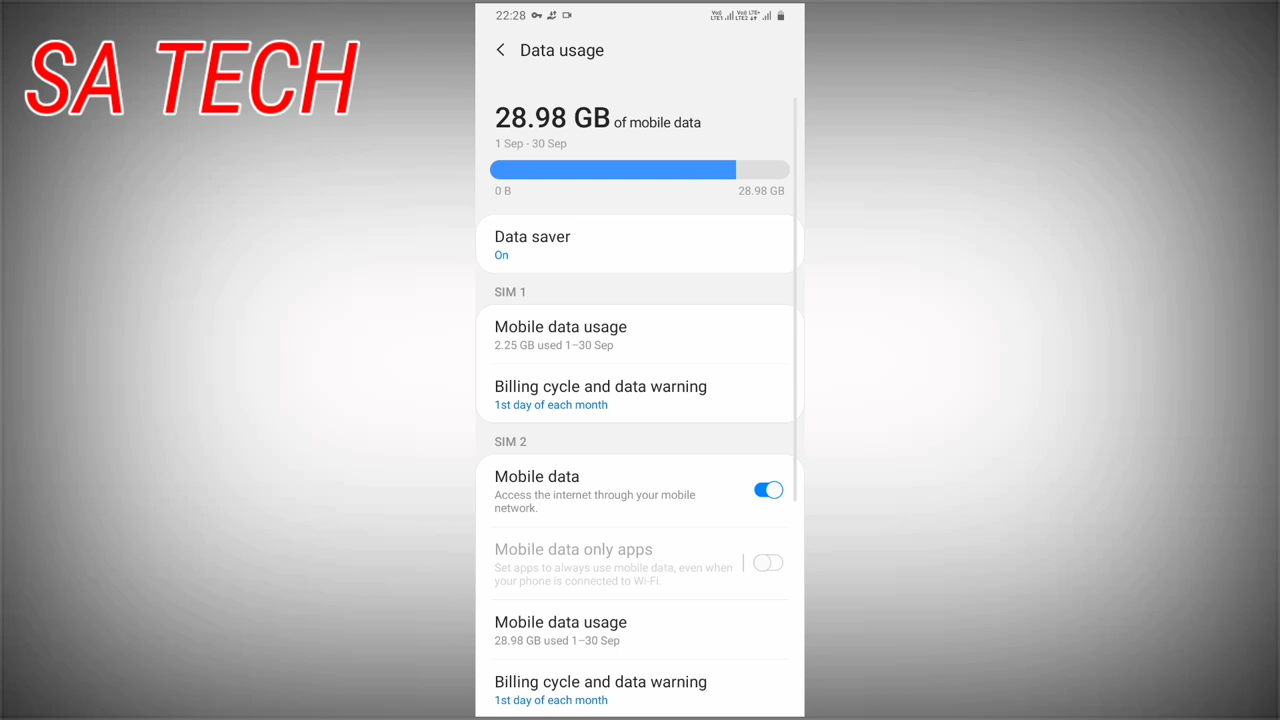 SA TECH
22:28
Data usage
28.98 GB of mobile data
1 Sep - 30 Sep
0 B 28.98 GB
Data saver
On
SIM 1
Mobile data usage
2.25 GB used 1–30 Sep
Billing cycle and data warning
1st day of each month
SIM 2
Mobile data
Access the internet through your mobile
network.
Mobile data only apps
Set apps to always use mobile data, even when
your phone is connected to Wi-Fi.
Mobile data usage
28.98 GB used 1–30 Sep
Billing cycle and data warning
1st day of each month